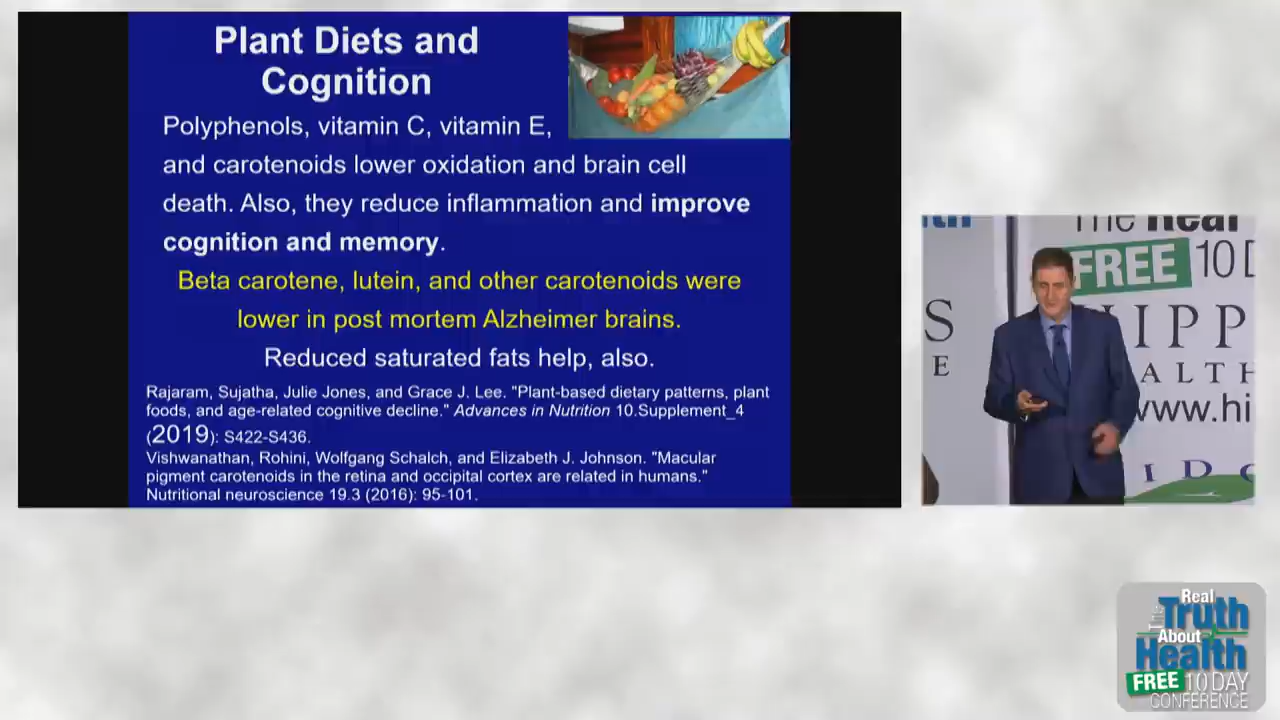 Plant Diets and
Cognition
Polyphenols, vitamin C, vitamin E,
and carotenoids lower oxidation and brain cell
death. Also, they reduce inflammation and improve
cognition and memory.
Beta carotene, lutein, and other carotenoids were
lower in post mortem Alzheimer brains.
Reduced saturated fats help, also.
Rajaram, Sujatha, Julie Jones, and Grace J. Lee. "Plant-based dietary patterns, plant
foods, and age-related cognitive decline." Advances in Nutrition 10.Supplement_4
(2019): S422-S436.
Vishwanathan, Rohini, Wolfgang Schalch, and Elizabeth J. Johnson. "Macular
pigment carotenoids in the retina and occipital cortex are related in humans."
Nutritional neuroscience 19.3 (2016): 95-101.
The Real
FREE 10 D
S IPP
E ALTH
www.hi
I D
The Real
Truth
About
Health
FREE 10 DAY
CONFERENCE